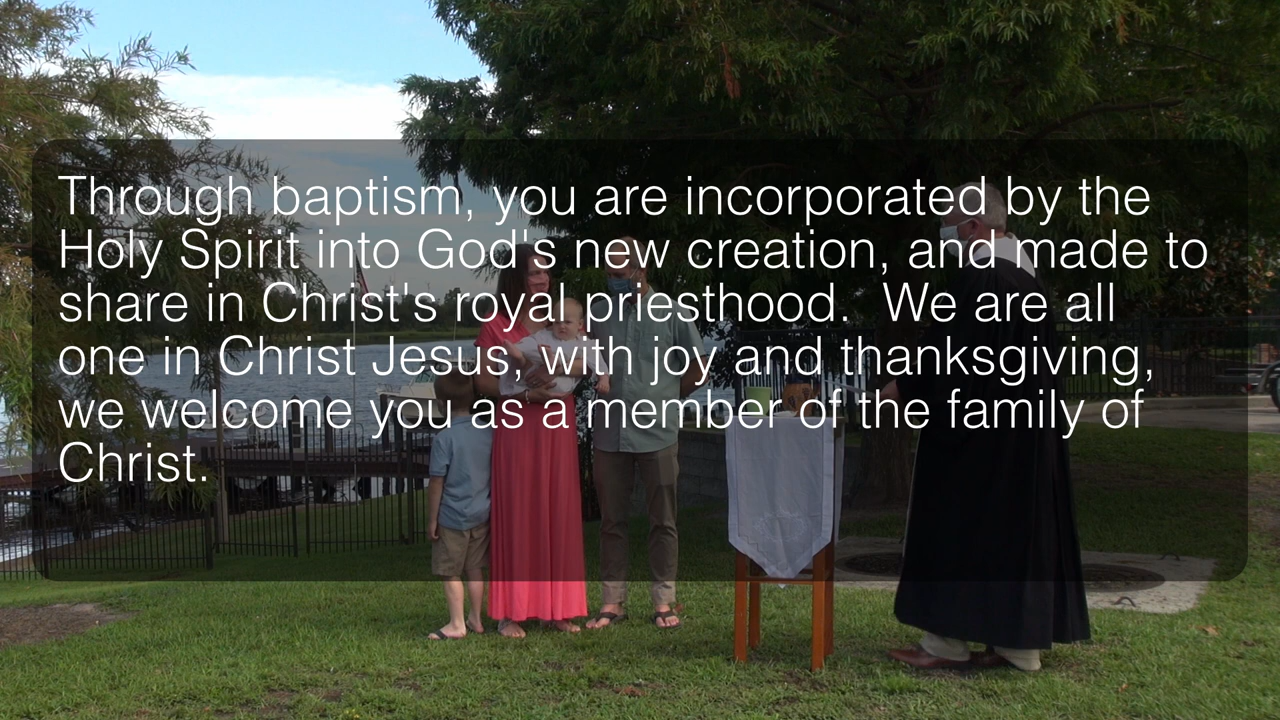 Through baptism, you are incorporated by the
Holy Spirit into God's new creation, and made to
share in Christ's royal priesthood.  We are all
one in Christ Jesus, with joy and thanksgiving,
we welcome you as a member of the family of
Christ.